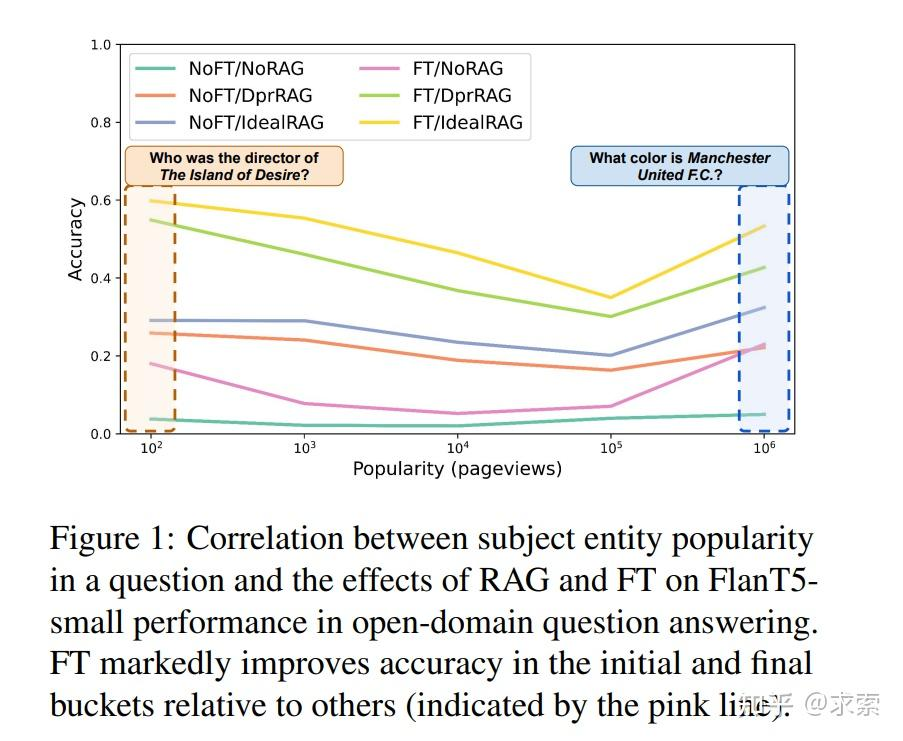 1.0
NoFT/NoRAG FT/NoRAG
NoFT/DprRAG FT/DprRAG
NoFT/IdealRAG FT/IdealRAG
0.8
Who was the director of
The Island of Desire?
What color is Manchester
United F.C.?
0.6
0.4
0.2
0.0
Accuracy
10² 10³ 10⁴ 10⁵ 10⁶
Popularity (pageviews)
Figure 1: Correlation between subject entity popularity
in a question and the effects of RAG and FT on FlanT5-
small performance in open-domain question answering.
FT markedly improves accuracy in the initial and final
buckets relative to others (indicated by the pink line).
知乎 @求索